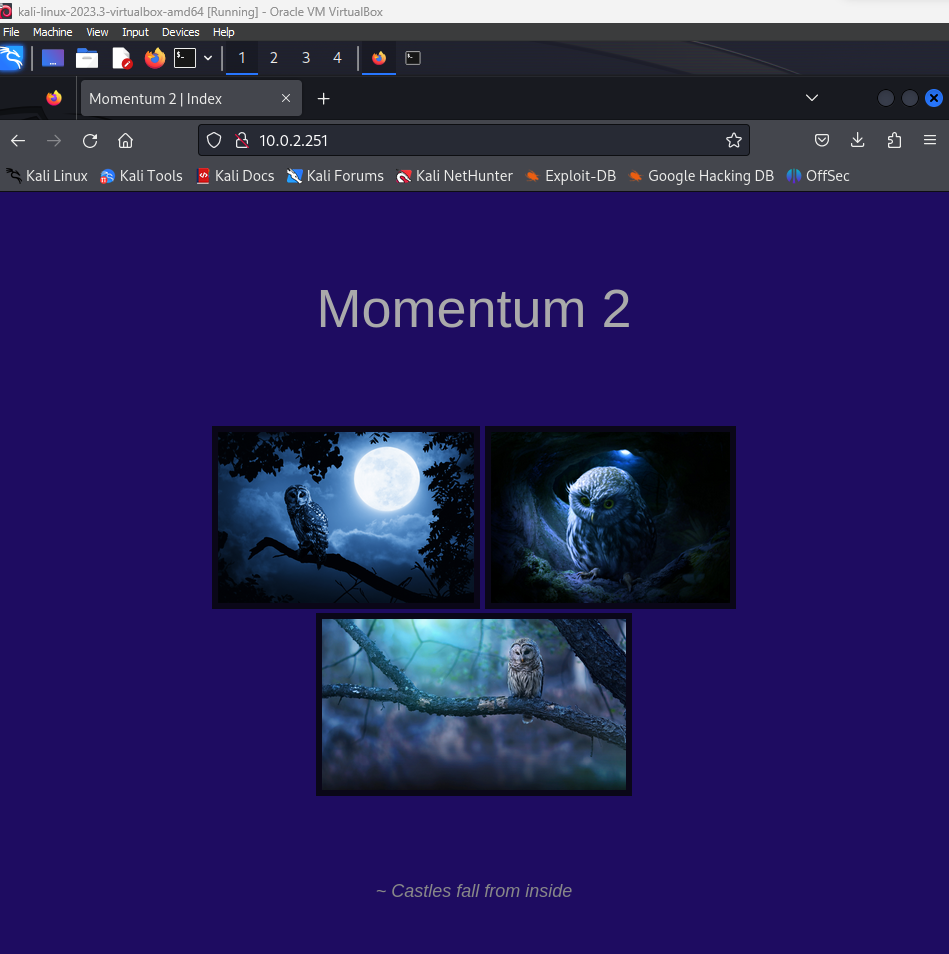 kali-linux-2023.3-virtualbox-amd64 [Running] - Oracle VM VirtualBox
File Machine View Input Devices Help
1 2 3 4
Momentum 2 | Index
10.0.2.251
Kali Linux Kali Tools Kali Docs Kali Forums Kali NetHunter Exploit-DB Google Hacking DB OffSec
Momentum 2
~ Castles fall from inside